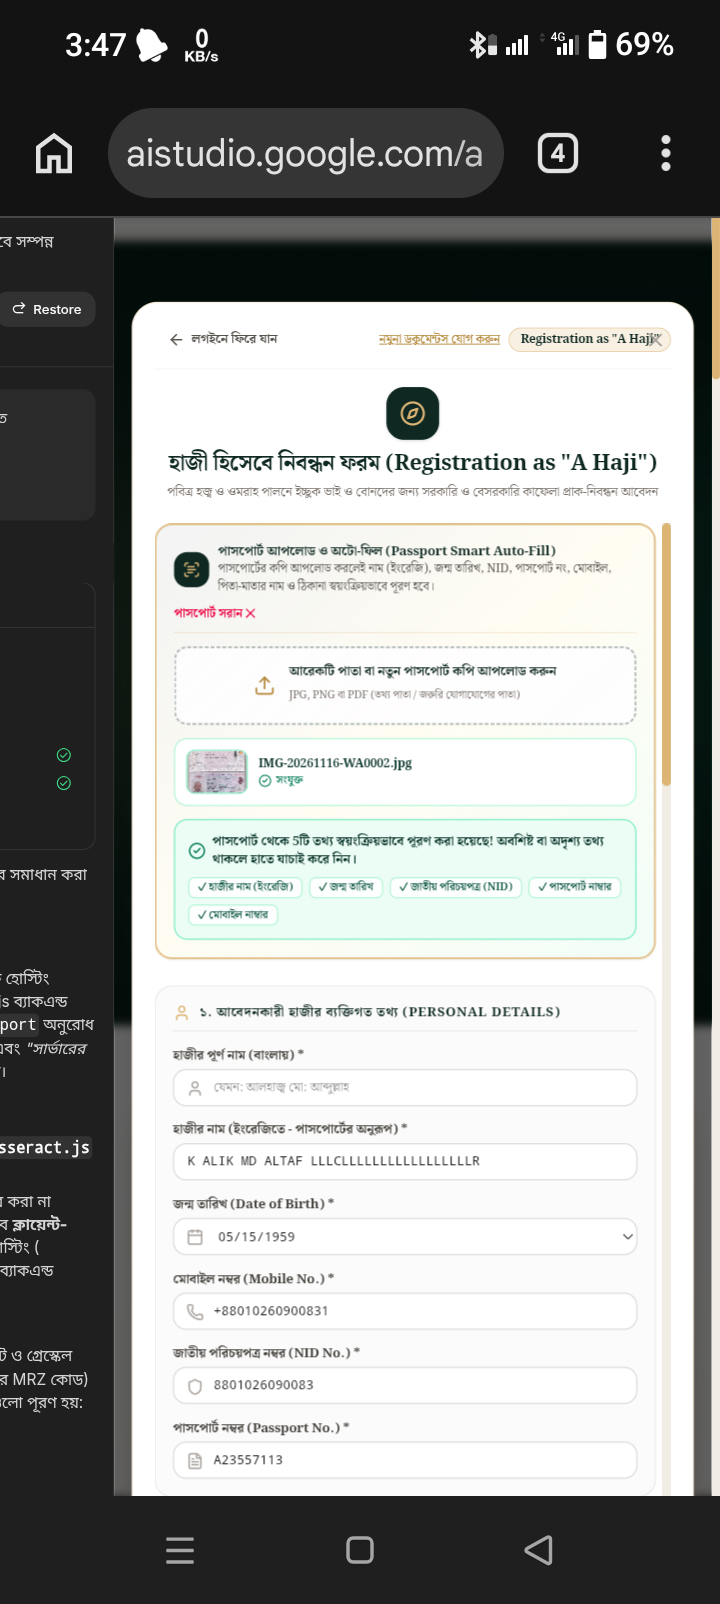 3:47
0
KB/s
4G
69%
aistudio.google.com/a
4
বে সম্পন্ন
Restore
ত
র সমাধান করা
হোস্টিং
js ব্যাকএন্ড
port অনুরোধ
এবং "সার্ভারের
।
sseract.js
করা না
ব ক্লায়েন্ট-
স্টিং (
ব্যাকএন্ড
ট ও গ্রেস্কেল
র MRZ কোড)
লো পূরণ হয়:
লগইনে ফিরে যান
নমুনা ডকুমেন্টস যোগ করুন
Registration as "A Haji"
হাজী হিসেবে নিবন্ধন ফরম (Registration as "A Haji")
পবিত্র হজ্ব ও ওমরাহ পালনে ইচ্ছুক ভাই ও বোনদের জন্য সরকারি ও বেসরকারি কাফেলা প্রাক-নিবন্ধন আবেদন
পাসপোর্ট আপলোড ও অটো-ফিল (Passport Smart Auto-Fill)
পাসপোর্টের কপি আপলোড করলেই নাম (ইংরেজি), জন্ম তারিখ, NID, পাসপোর্ট নং, মোবাইল,
পিতা-মাতার নাম ও ঠিকানা স্বয়ংক্রিয়ভাবে পূরণ হবে।
পাসপোর্ট সরান
আরেকটি পাতা বা নতুন পাসপোর্ট কপি আপলোড করুন
JPG, PNG বা PDF (তথ্য পাতা / জরুরি যোগাযোগের পাতা)
IMG-20261116-WA0002.jpg
সংযুক্ত
পাসপোর্ট থেকে 5টি তথ্য স্বয়ংক্রিয়ভাবে পূরণ করা হয়েছে! অবশিষ্ট বা অদৃশ্য তথ্য
থাকলে হাতে যাচাই করে নিন।
✓ হাজীর নাম (ইংরেজি) ✓ জন্ম তারিখ ✓ জাতীয় পরিচয়পত্র (NID) ✓ পাসপোর্ট নাম্বার
✓ মোবাইল নাম্বার
১. আবেদনকারী হাজীর ব্যক্তিগত তথ্য (PERSONAL DETAILS)
হাজীর পূর্ণ নাম (বাংলায়) *
যেমন: আলহাজ্ব মো: আব্দুল্লাহ
হাজীর নাম (ইংরেজিতে - পাসপোর্টের অনুরূপ) *
K ALIK MD ALTAF LLLCLLLLLLLLLLLLLLLLLR
জন্ম তারিখ (Date of Birth) *
05/15/1959
মোবাইল নম্বর (Mobile No.) *
+88010260900831
জাতীয় পরিচয়পত্র নম্বর (NID No.) *
8801026090083
পাসপোর্ট নম্বর (Passport No.) *
A23557113